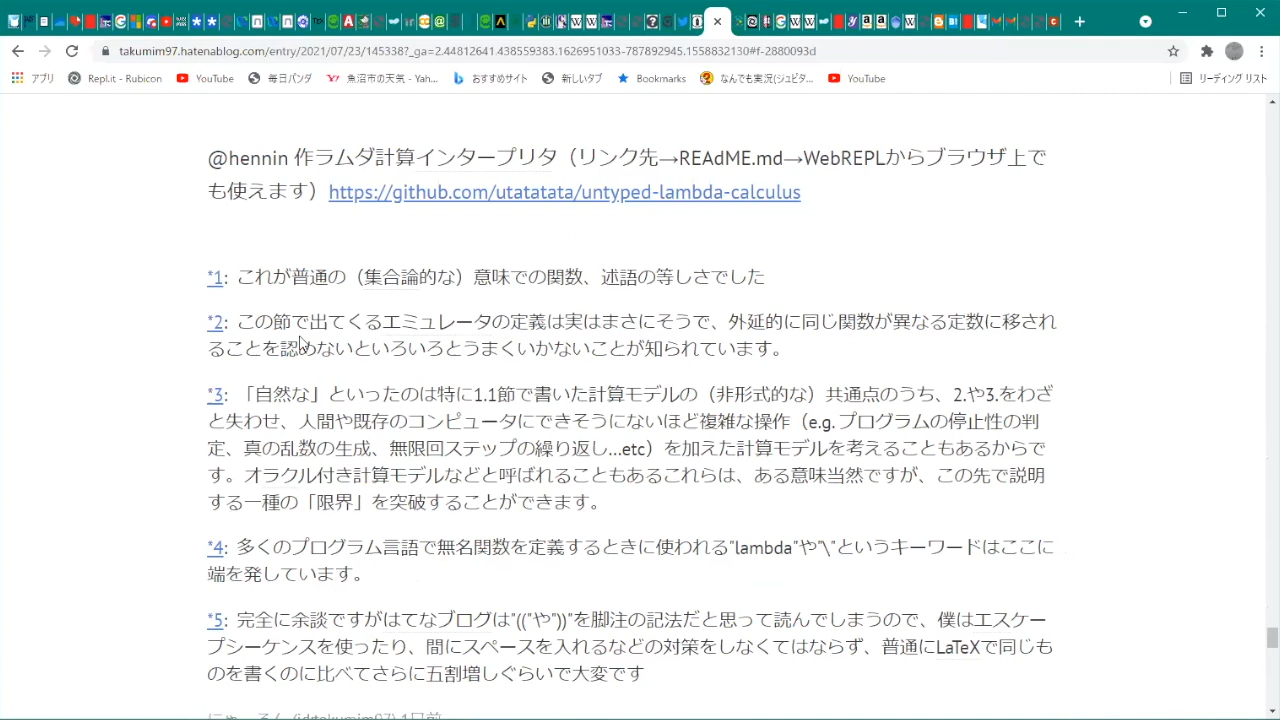 takumim97.hatenablog.com/entry/2021/07/23/145338?_ga=2.44812641.438559383.1626951033-787892945.1558832130#f-2880093d
アプリ Repl.it - Rubicon YouTube 毎日パンダ 魚沼市の天気 - Yah... おすすめサイト 新しいタブ Bookmarks なんでも実況(ジュピタ... YouTube リーディング リスト
@hennin 作ラムダ計算インタープリタ（リンク先→REAdME.md→WebREPLからブラウザ上で
も使えます）https://github.com/utatatata/untyped-lambda-calculus
*1: これが普通の（集合論的な）意味での関数、述語の等しさでした
*2: この節で出てくるエミュレータの定義は実はまさにそうで、外延的に同じ関数が異なる定数に移され
ることを認めないといろいろとうまくいかないことが知られています。
*3: 「自然な」といったのは特に1.1節で書いた計算モデルの（非形式的な）共通点のうち、2.や3.をわざ
と失わせ、人間や既存のコンピュータにできそうにないほど複雑な操作（e.g. プログラムの停止性の判
定、真の乱数の生成、無限回ステップの繰り返し...etc）を加えた計算モデルを考えることもあるからで
す。オラクル付き計算モデルなどと呼ばれることもあるこれらは、ある意味当然ですが、この先で説明
する一種の「限界」を突破することができます。
*4: 多くのプログラム言語で無名関数を定義するときに使われる"lambda"や"\"というキーワードはここに
端を発しています。
*5: 完全に余談ですがはてなブログは"(("や"))"を脚注の記法だと思って読んでしまうので、僕はエスケー
プシーケンスを使ったり、間にスペースを入れるなどの対策をしなくてはならず、普通にLaTeXで同じも
のを書くのに比べてさらに五割増しぐらいで大変です